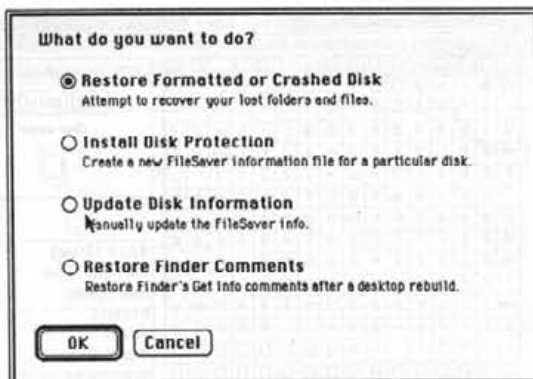 What do you want to do?
Restore Formatted or Crashed Disk
Attempt to recover your lost folders and files.
Install Disk Protection
Create a new FileSaver information file for a particular disk.
Update Disk Information
Manually update the FileSaver info.
Restore Finder Comments
Restore Finder's Get Info comments after a desktop rebuild.
OK
Cancel